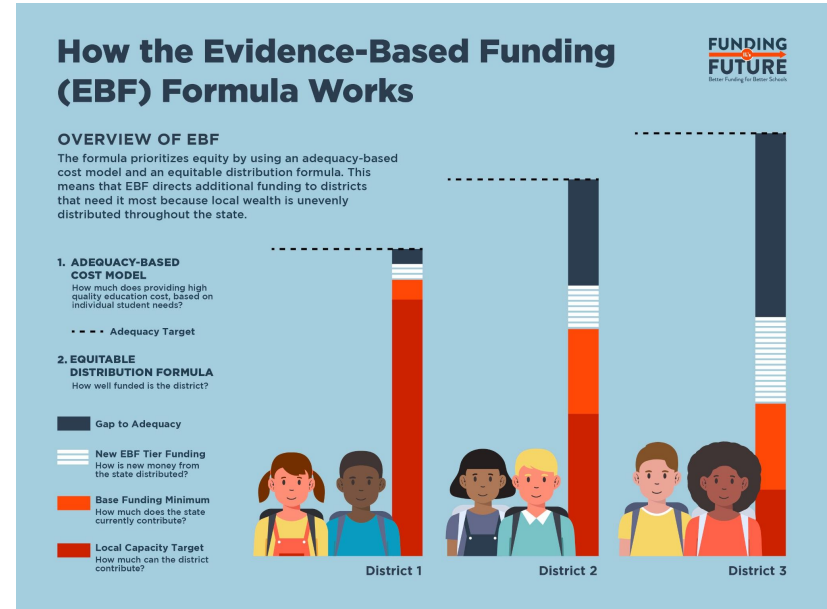 How the Evidence-Based Funding
(EBF) Formula Works
FUNDING
IL's
FUTURE
Better Funding for Better Schools
OVERVIEW OF EBF
The formula prioritizes equity by using an adequacy-based
cost model and an equitable distribution formula. This
means that EBF directs additional funding to districts
that need it most because local wealth is unevenly
distributed throughout the state.
1. ADEQUACY-BASED
COST MODEL
How much does providing high
quality education cost, based on
individual student needs?
Adequacy Target
2. EQUITABLE
DISTRIBUTION FORMULA
How well funded is the district?
Gap to Adequacy
New EBF Tier Funding
How is new money from
the state distributed?
Base Funding Minimum
How much does the state
currently contribute?
Local Capacity Target
How much can the district
contribute?
District 1
District 2
District 3